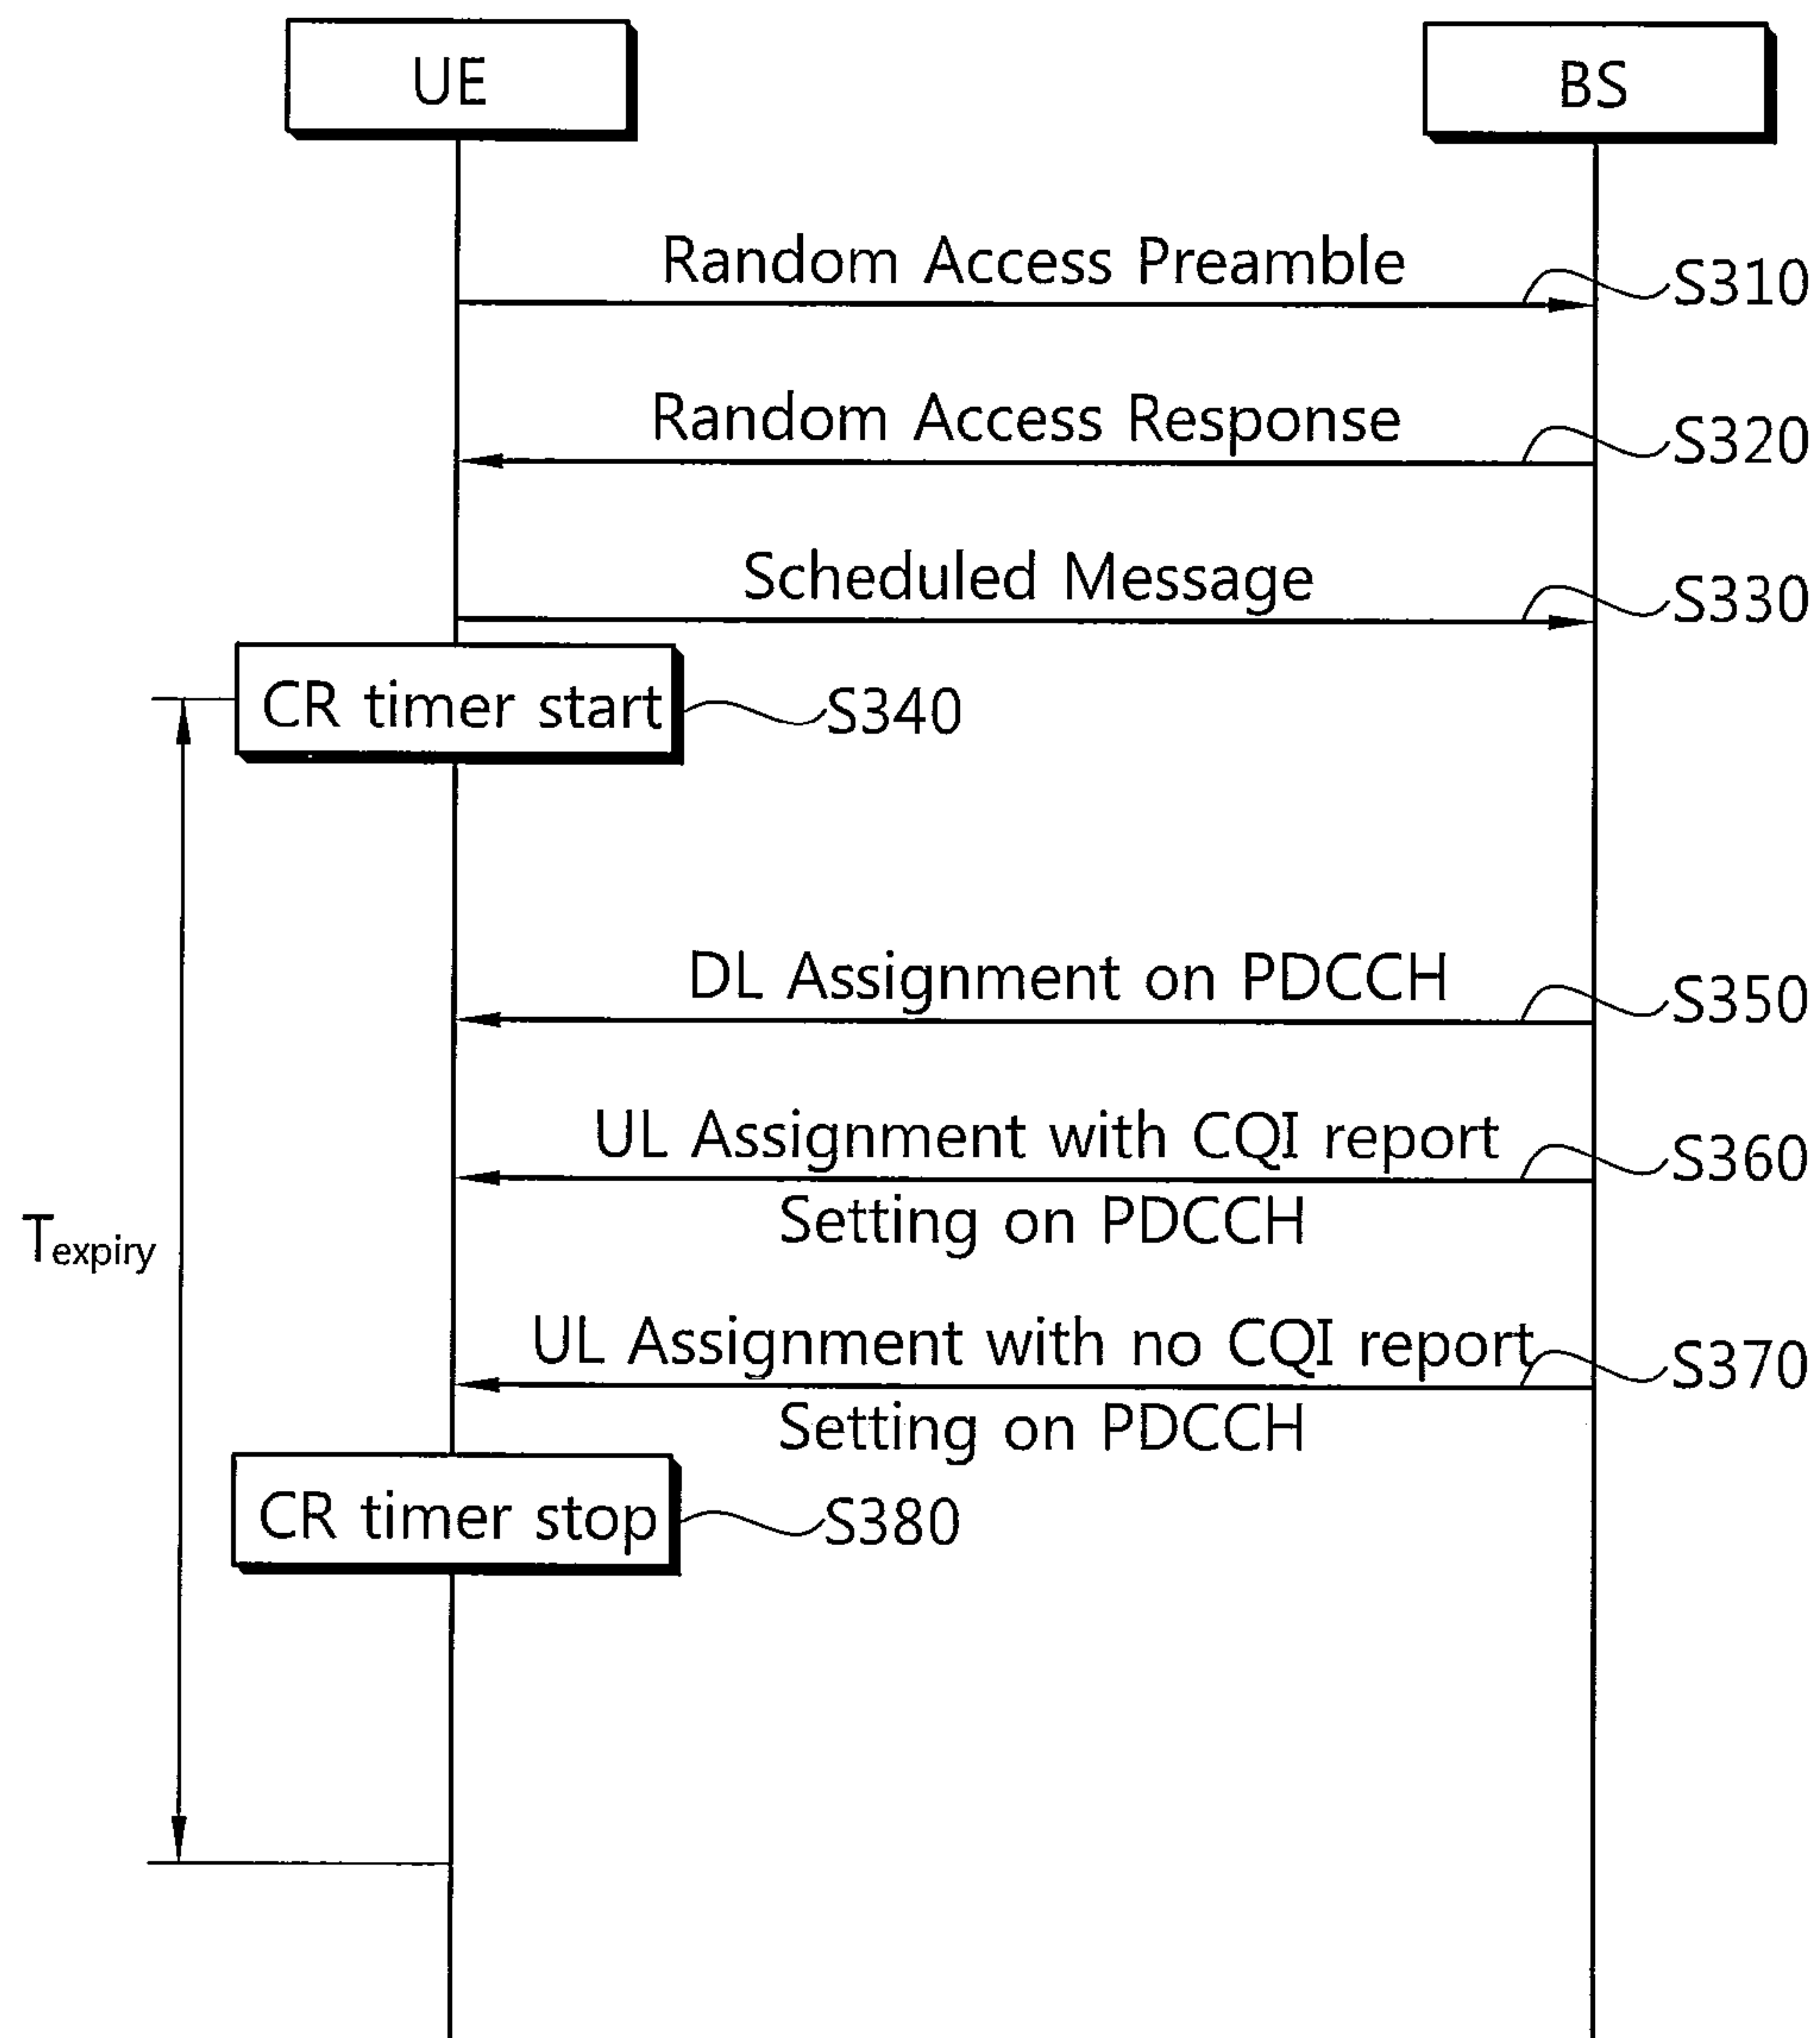 UE
BS
Random Access Preamble
S310
Random Access Response
S320
Scheduled Message
S330
CR timer start
S340
DL Assignment on PDCCH
S350
UL Assignment with CQI report
S360
Setting on PDCCH
Texpiry
UL Assignment with no CQI report
S370
Setting on PDCCH
CR timer stop
S380